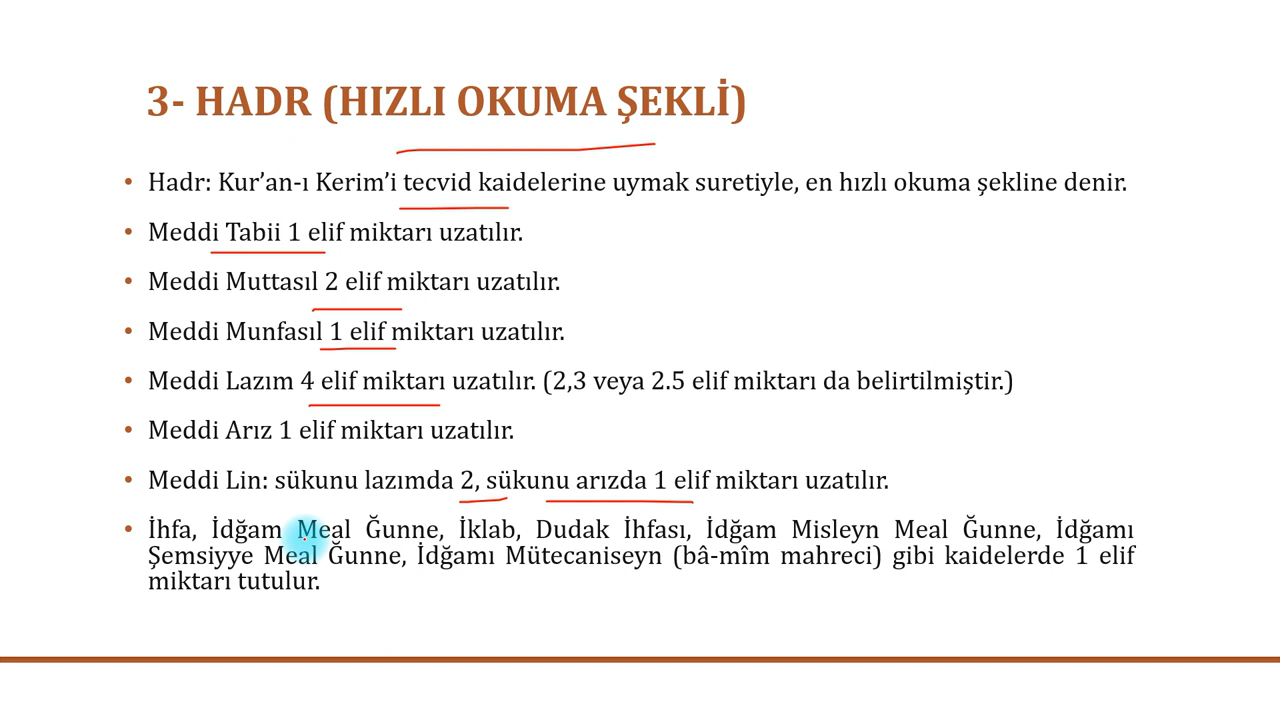 3- HADR (HIZLI OKUMA ŞEKLİ)
• Hadr: Kur’an-ı Kerim’i tecvid kaidelerine uymak suretiyle, en hızlı okuma şekline denir.
• Meddi Tabii 1 elif miktarı uzatılır.
• Meddi Muttasıl 2 elif miktarı uzatılır.
• Meddi Munfasıl 1 elif miktarı uzatılır.
• Meddi Lazım 4 elif miktarı uzatılır. (2,3 veya 2.5 elif miktarı da belirtilmiştir.)
• Meddi Arız 1 elif miktarı uzatılır.
• Meddi Lin: sükunu lazımda 2, sükunu arızda 1 elif miktarı uzatılır.
• İhfa, İdğam Meal Ğunne, İklab, Dudak İhfası, İdğam Misleyn Meal Ğunne, İdğamı
Şemsiyye Meal Ğunne, İdğamı Mütecaniseyn (bâ-mîm mahreci) gibi kaidelerde 1 elif
miktarı tutulur.